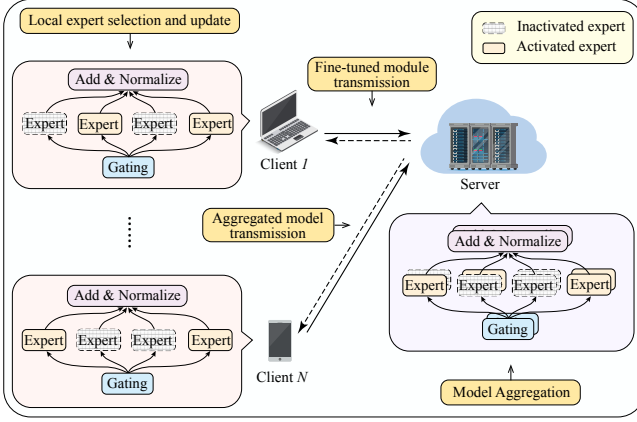 Local expert selection and update
Inactivated expert
Activated expert
Fine-tuned module
transmission
Add & Normalize
Expert Expert Expert Expert
Gating
Client 1
Server
Aggregated model
transmission
Add & Normalize
Expert Expert Expert Expert
Gating
Add & Normalize
Expert Expert Expert Expert
Gating
Client N
Model Aggregation